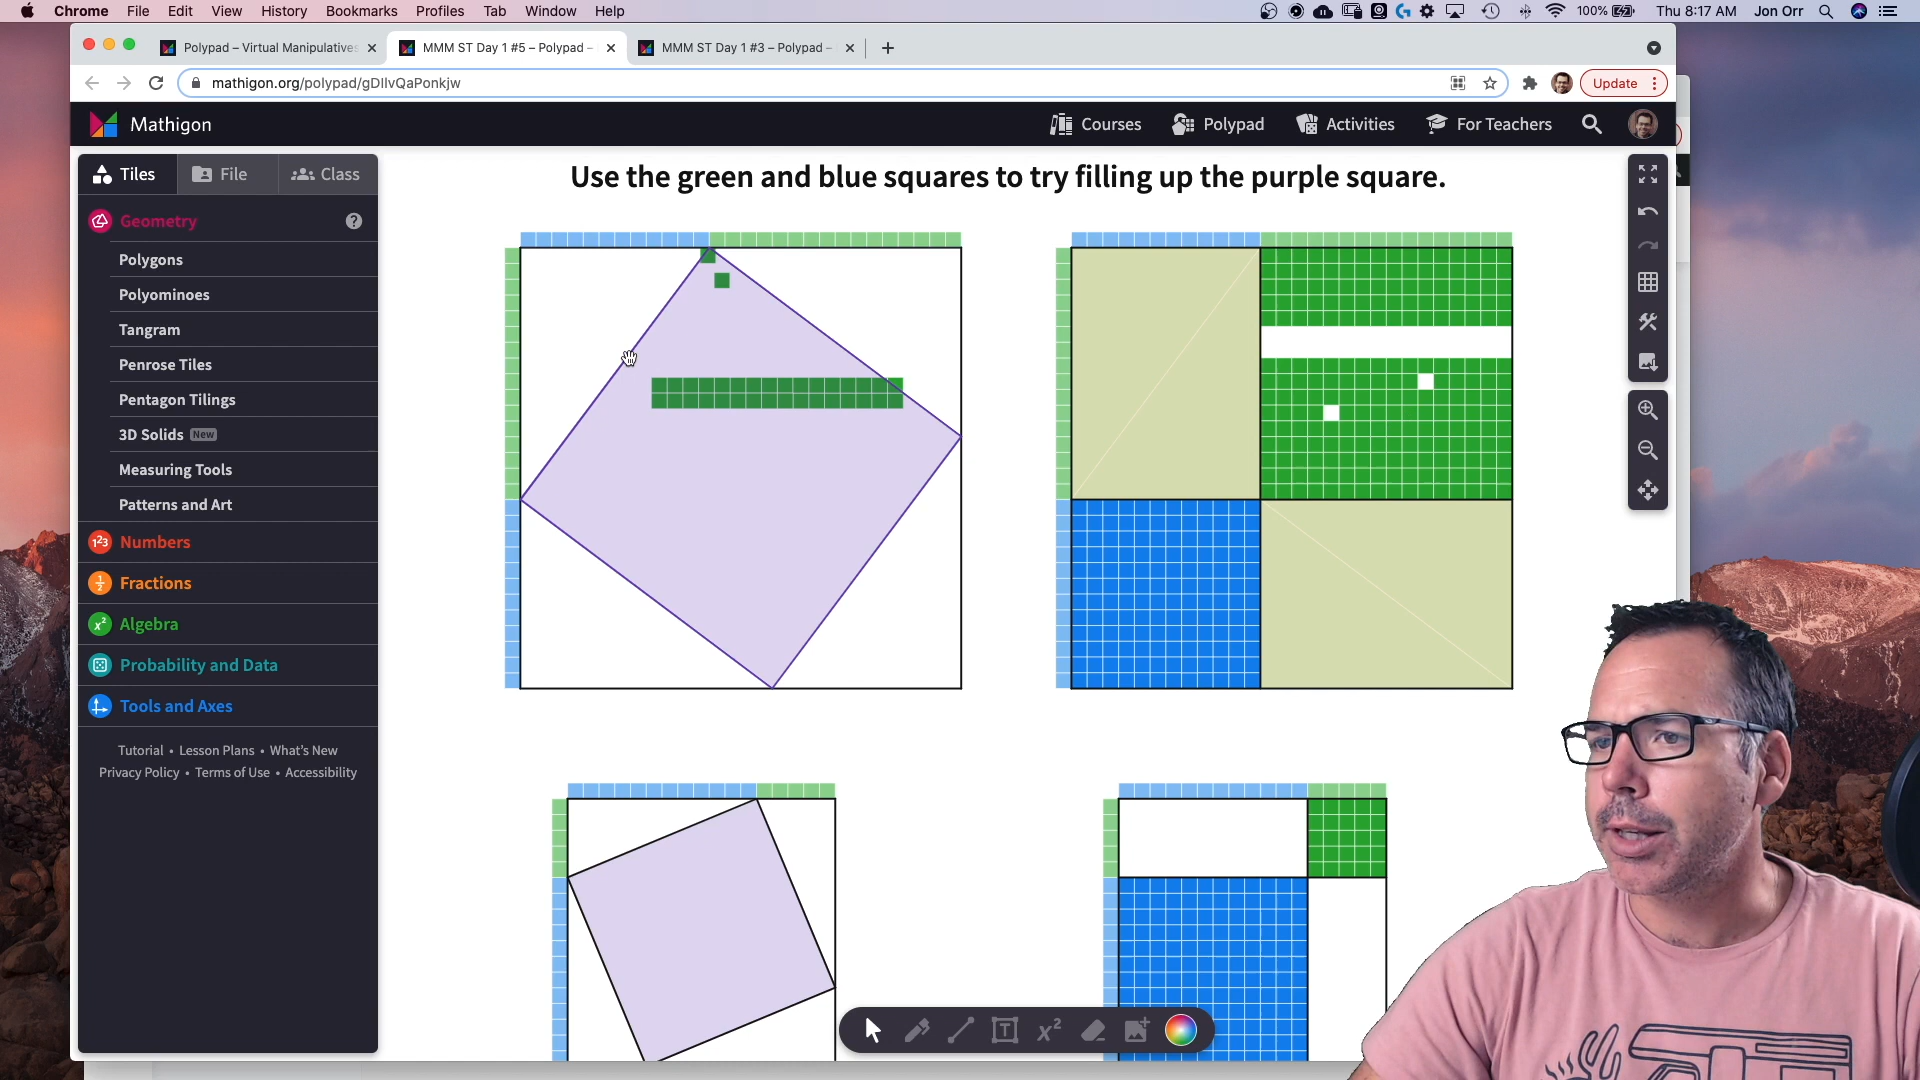 Chrome File Edit View History Bookmarks Profiles Tab Window Help 100% Thu 8:17 AM Jon Orr
Polypad – Virtual Manipulatives MMM ST Day 1 #5 – Polypad – MMM ST Day 1 #3 – Polypad –
mathigon.org/polypad/gDIlvQaPonkjw Update
Mathigon Courses Polypad Activities For Teachers
Tiles File Class
Use the green and blue squares to try filling up the purple square.
Geometry ?
Polygons
Polyominoes
Tangram
Penrose Tiles
Pentagon Tilings
3D Solids New
Measuring Tools
Patterns and Art
123 Numbers
1/2 Fractions
x² Algebra
Probability and Data
Tools and Axes
Tutorial • Lesson Plans • What's New
Privacy Policy • Terms of Use • Accessibility
T x²